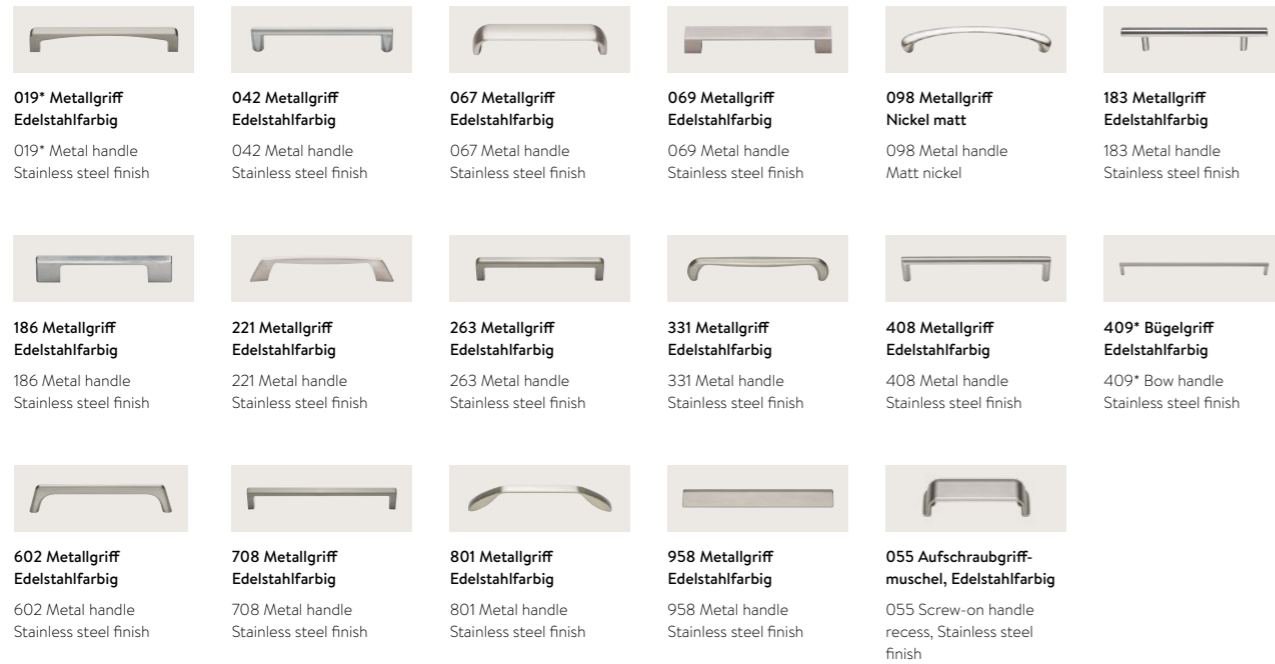 019* Metallgriff
Edelstahlfarbig
019* Metal handle
Stainless steel finish
042 Metallgriff
Edelstahlfarbig
042 Metal handle
Stainless steel finish
067 Metallgriff
Edelstahlfarbig
067 Metal handle
Stainless steel finish
069 Metallgriff
Edelstahlfarbig
069 Metal handle
Stainless steel finish
098 Metallgriff
Nickel matt
098 Metal handle
Matt nickel
183 Metallgriff
Edelstahlfarbig
183 Metal handle
Stainless steel finish
186 Metallgriff
Edelstahlfarbig
186 Metal handle
Stainless steel finish
221 Metallgriff
Edelstahlfarbig
221 Metal handle
Stainless steel finish
263 Metallgriff
Edelstahlfarbig
263 Metal handle
Stainless steel finish
331 Metallgriff
Edelstahlfarbig
331 Metal handle
Stainless steel finish
408 Metallgriff
Edelstahlfarbig
408 Metal handle
Stainless steel finish
409* Bügelgriff
Edelstahlfarbig
409* Bow handle
Stainless steel finish
602 Metallgriff
Edelstahlfarbig
602 Metal handle
Stainless steel finish
708 Metallgriff
Edelstahlfarbig
708 Metal handle
Stainless steel finish
801 Metallgriff
Edelstahlfarbig
801 Metal handle
Stainless steel finish
958 Metallgriff
Edelstahlfarbig
958 Metal handle
Stainless steel finish
055 Aufschraubgriff-
muschel, Edelstahlfarbig
055 Screw-on handle
recess, Stainless steel
finish